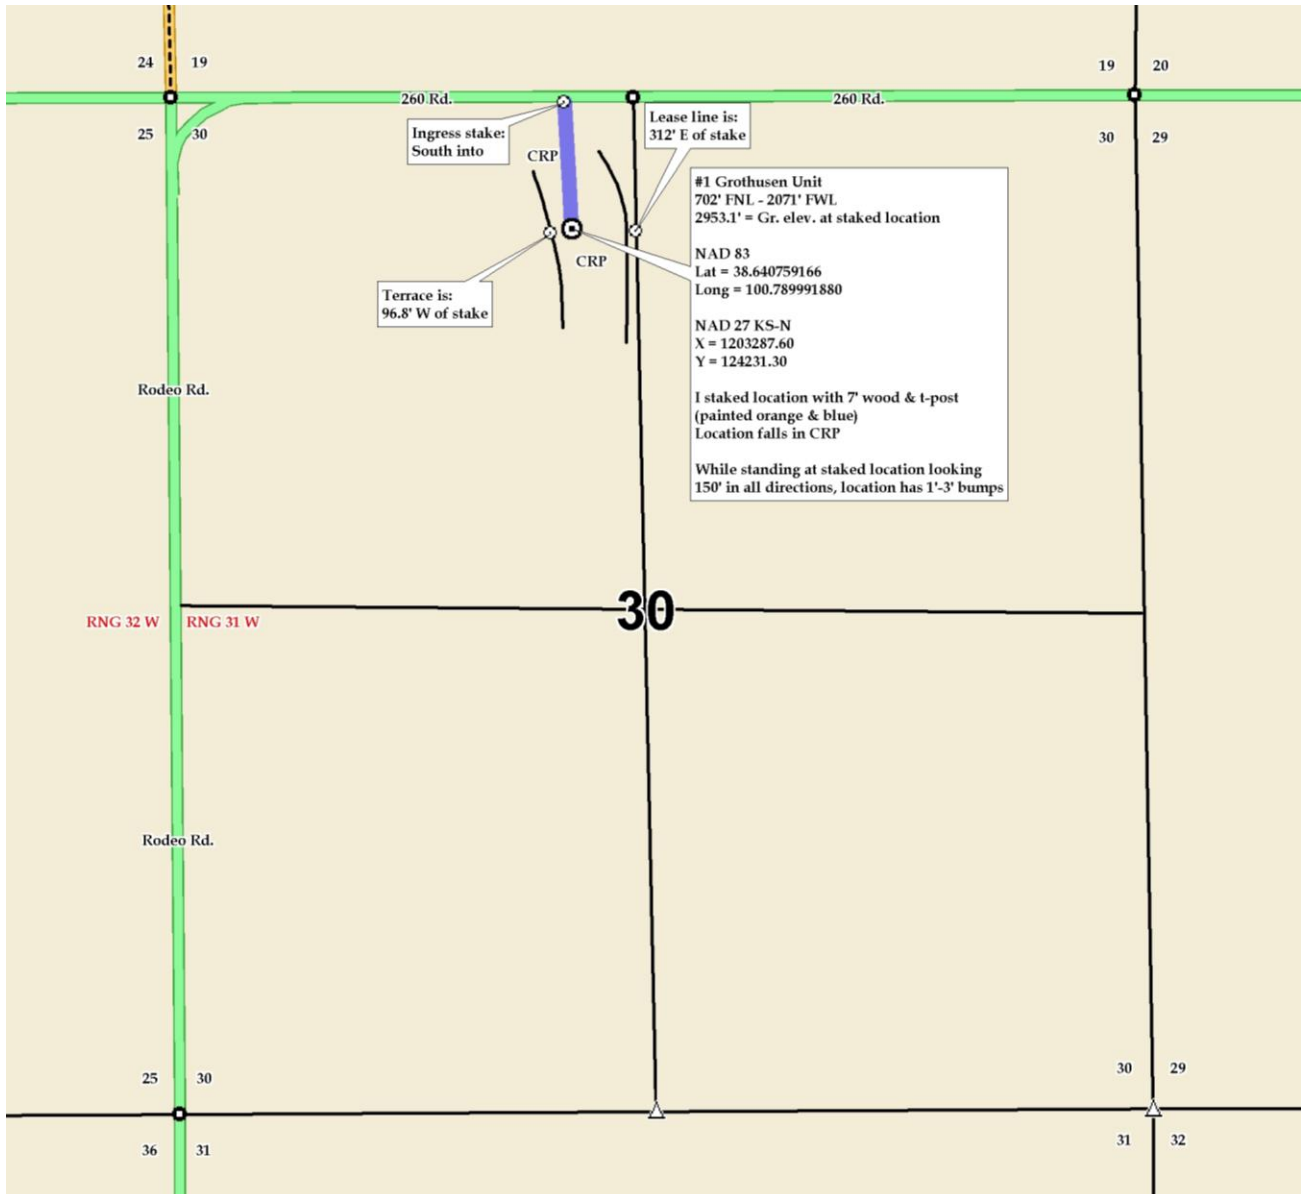 24 19
19 20
260 Rd.
260 Rd.
25 30
30 29
Ingress stake:
South into
Lease line is:
312' E of stake
CRP
#1 Grothusen Unit
702' FNL - 2071' FWL
2953.1' = Gr. elev. at staked location
NAD 83
Lat = 38.640759166
Long = 100.789991880
NAD 27 KS-N
X = 1203287.60
Y = 124231.30
I staked location with 7' wood & t-post
(painted orange & blue)
Location falls in CRP
While standing at staked location looking
150' in all directions, location has 1'-3' bumps
CRP
Terrace is:
96.8' W of stake
Rodeo Rd.
RNG 32 W RNG 31 W
30
Rodeo Rd.
25 30
30 29
36 31
31 32